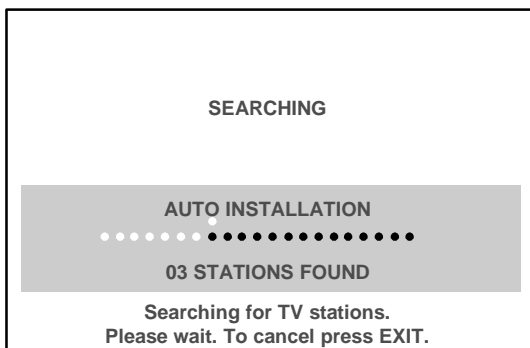 SEARCHING
AUTO INSTALLATION
03 STATIONS FOUND
Searching for TV stations.
Please wait. To cancel press EXIT.